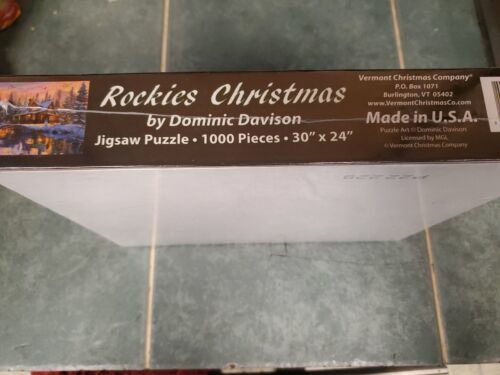 Rockies Christmas
by Dominic Davison
Jigsaw Puzzle • 1000 Pieces • 30" x 24"
Vermont Christmas Company®
P.O. Box 1071
Burlington, VT 05402
www.VermontChristmasCo.com
Made in U.S.A.
Puzzle Art © Dominic Davison
Licensed by MGL
© Vermont Christmas Company